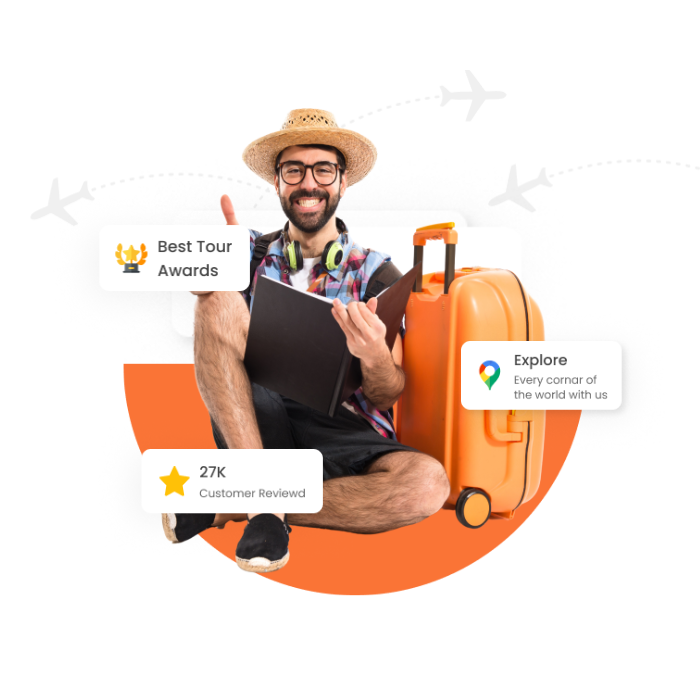 Best Tour
Awards
Explore
Every cornar of
the world with us
27K
Customer Reviewd